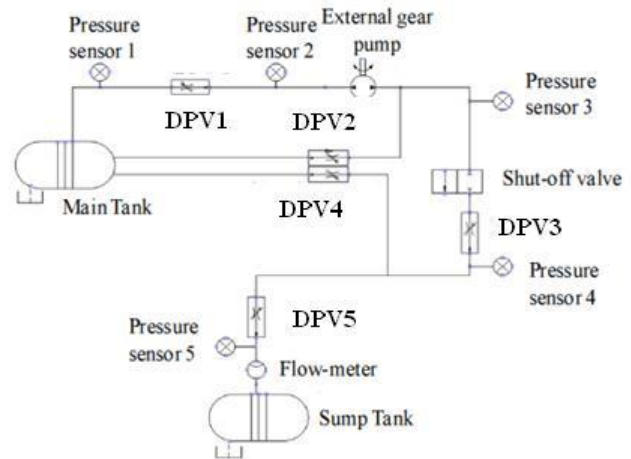 Pressure
sensor 1
Pressure
sensor 2
External gear
pump
DPV1
DPV2
Pressure
sensor 3
Shut-off valve
Main Tank
DPV4
DPV3
Pressure
sensor 4
DPV5
Pressure
sensor 5
Flow-meter
Sump Tank